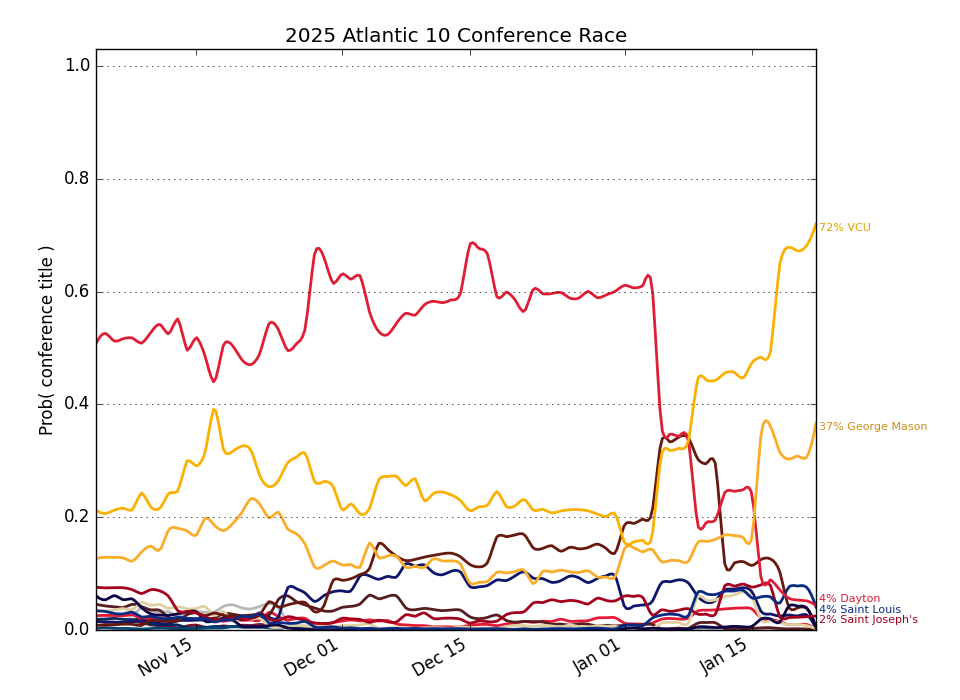 2025 Atlantic 10 Conference Race
Prob( conference title )
1.0
0.8
0.6
0.4
0.2
0.0
Nov 15
Dec 01
Dec 15
Jan 01
Jan 15
72% VCU
37% George Mason
4% Dayton
4% Saint Louis
2% Saint Joseph's